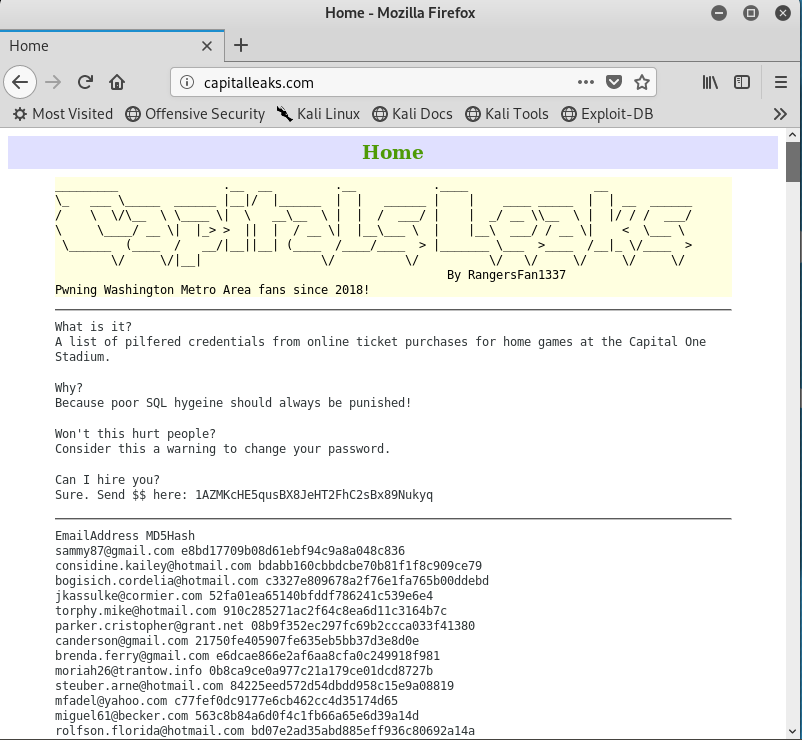 Home - Mozilla Firefox
Home
capitalleaks.com
Most Visited Offensive Security Kali Linux Kali Docs Kali Tools Exploit-DB
Home
CapitalsLeaks
By RangersFan1337
Pwning Washington Metro Area fans since 2018!
What is it?
A list of pilfered credentials from online ticket purchases for home games at the Capital One
Stadium.
Why?
Because poor SQL hygeine should always be punished!
Won't this hurt people?
Consider this a warning to change your password.
Can I hire you?
Sure. Send $$ here: 1AZMKcHE5qusBX8JeHT2FhC2sBx89Nukyq
EmailAddress MD5Hash
sammy87@gmail.com e8bd17709b08d61ebf94c9a8a048c836
considine.kailey@hotmail.com bdabb160cbbdcbe70b81f1f8c909ce79
bogisich.cordelia@hotmail.com c3327e809678a2f76e1fa765b00ddebd
jkassulke@cormier.com 52fa01ea65140bfddf786241c539e6e4
torphy.mike@hotmail.com 910c285271ac2f64c8ea6d11c3164b7c
parker.cristopher@grant.net 08b9f352ec297fc69b2ccca033f41380
canderson@gmail.com 21750fe405907fe635eb5bb37d3e8d0e
brenda.ferry@gmail.com e6dcae866e2af6aa8cfa0c249918f981
moriah26@trantow.info 0b8ca9ce0a977c21a179ce01dcd8727b
steuber.arne@hotmail.com 84225eed572d54dbdd958c15e9a08819
mfadel@yahoo.com c77fef0dc9177e6cb462cc4d35174d65
miguel61@becker.com 563c8b84a6d0f4c1fb66a65e6d39a14d
rolfson.florida@hotmail.com bd07e2ad35abd885eff936c80692a14a